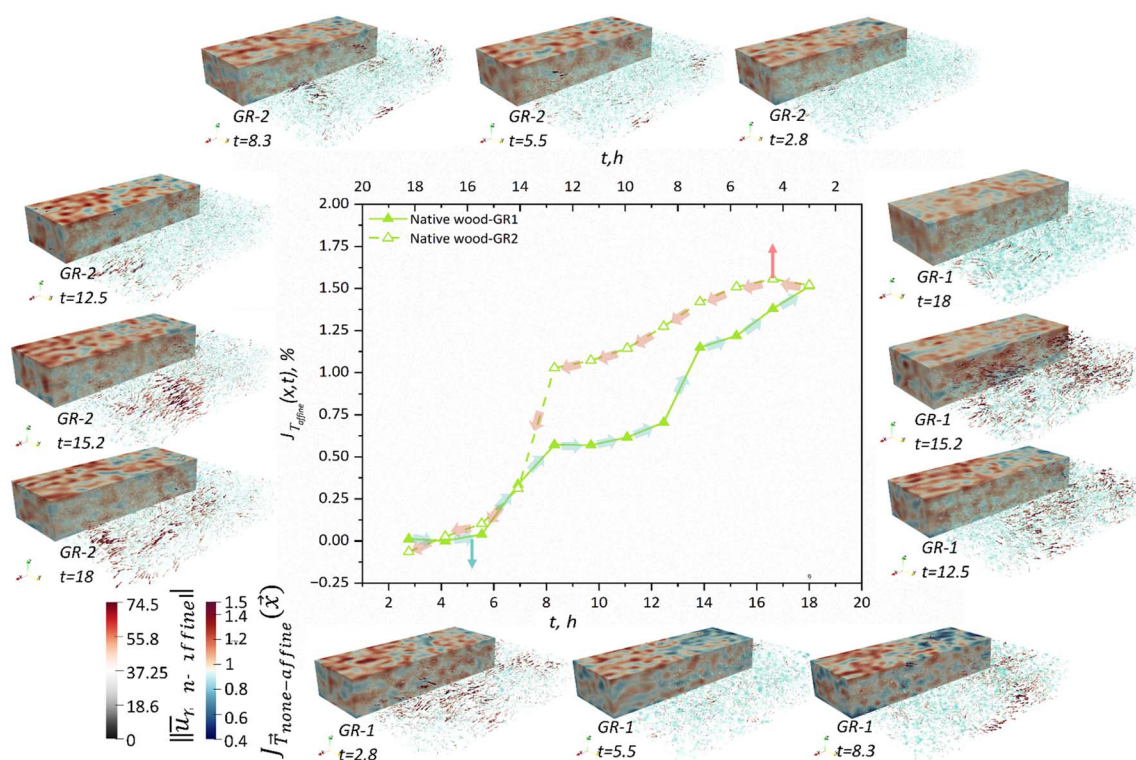 GR-2
t=8.3
GR-2
t=5.5
GR-2
t=2.8
t,h
20 18 16 14 12 10 8 6 4 2
GR-2
t=12.5
GR-2
t=15.2
GR-2
t=18
J_{T_{affine}}(x,t), %
2.00
1.75
1.50
1.25
1.00
0.75
0.50
0.25
0.00
−0.25
Native wood-GR1
Native wood-GR2
2 4 6 8 10 12 14 16 18 20
t, h
GR-1
t=18
GR-1
t=15.2
GR-1
t=12.5
74.5
55.8
37.25
18.6
0
1.5
1.4
1.2
1
0.8
0.6
0.4
J_{T none−affine}(x)
GR-1
t=2.8
GR-1
t=5.5
GR-1
t=8.3